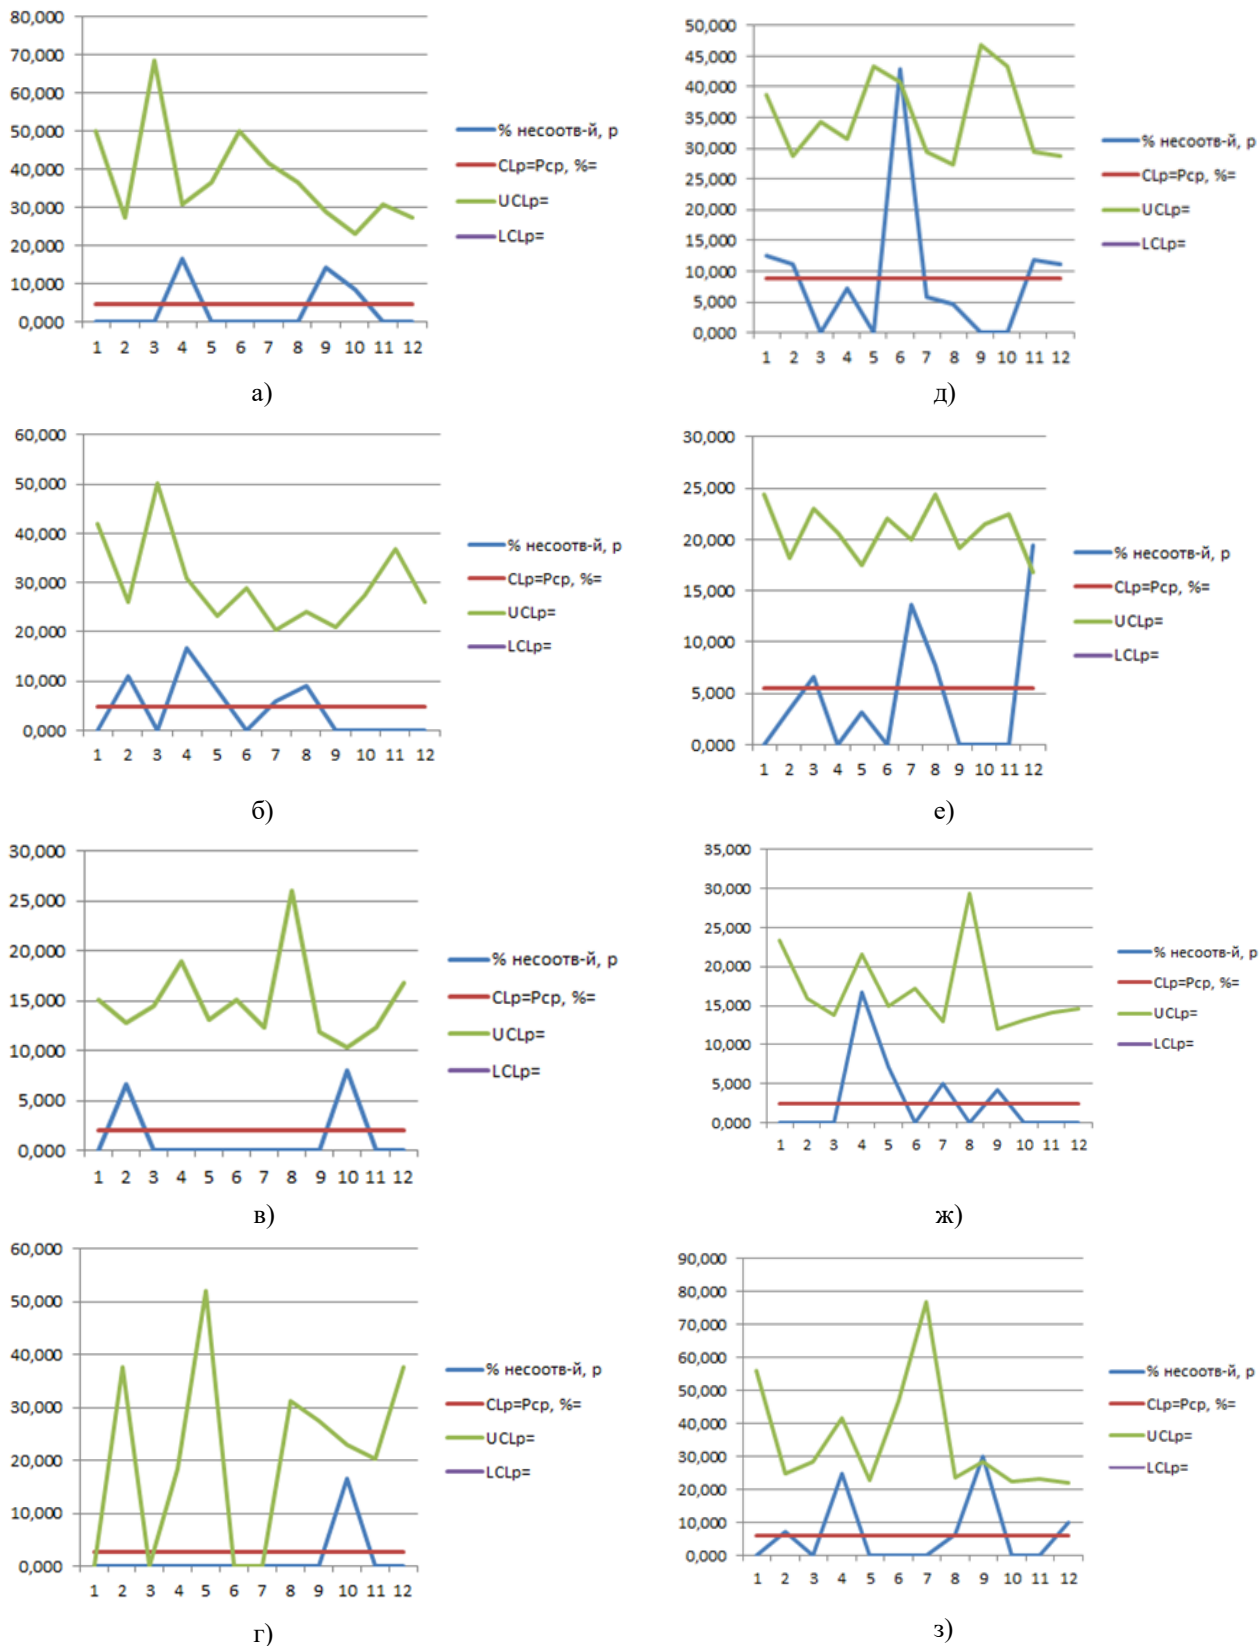 80,000
70,000
60,000
50,000
40,000
30,000
20,000
10,000
0,000
1 2 3 4 5 6 7 8 9 10 11 12
% несоотв-й, р
CLp=Pср, %=
UCLp=
LCLp=
а)
50,000
45,000
40,000
35,000
30,000
25,000
20,000
15,000
10,000
5,000
0,000
1 2 3 4 5 6 7 8 9 10 11 12
% несоотв-й, р
CLp=Pср, %=
UCLp=
LCLp=
д)
60,000
50,000
40,000
30,000
20,000
10,000
0,000
1 2 3 4 5 6 7 8 9 10 11 12
% несоотв-й, р
CLp=Pср, %=
UCLp=
LCLp=
б)
30,000
25,000
20,000
15,000
10,000
5,000
0,000
1 2 3 4 5 6 7 8 9 10 11 12
% несоотв-й, р
CLp=Pср, %=
UCLp=
LCLp=
е)
30,000
25,000
20,000
15,000
10,000
5,000
0,000
1 2 3 4 5 6 7 8 9 10 11 12
% несоотв-й, р
CLp=Pср, %=
UCLp=
LCLp=
в)
35,000
30,000
25,000
20,000
15,000
10,000
5,000
0,000
1 2 3 4 5 6 7 8 9 10 11 12
% несоотв-й, р
CLp=Pср, %=
UCLp=
LCLp=
ж)
60,000
50,000
40,000
30,000
20,000
10,000
0,000
1 2 3 4 5 6 7 8 9 10 11 12
% несоотв-й, р
CLp=Pср, %=
UCLp=
LCLp=
г)
90,000
80,000
70,000
60,000
50,000
40,000
30,000
20,000
10,000
0,000
1 2 3 4 5 6 7 8 9 10 11 12
% несоотв-й, р
CLp=Pср, %=
UCLp=
LCLp=
з)